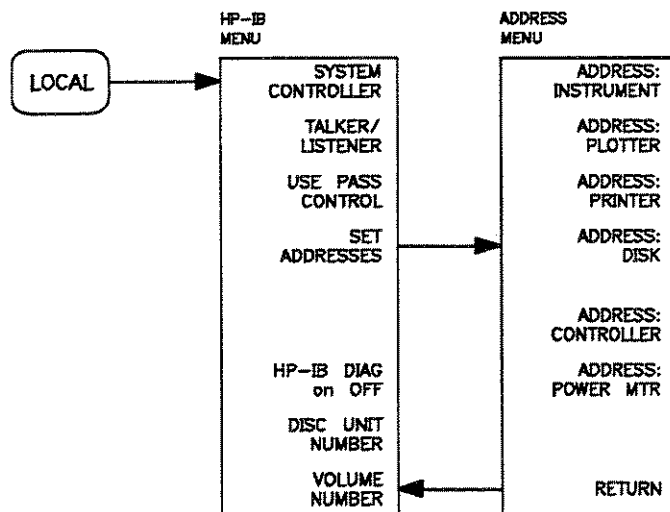 HP-IB
MENU
ADDRESS
MENU
LOCAL
SYSTEM
CONTROLLER
TALKER/
LISTENER
USE PASS
CONTROL
SET
ADDRESSES
HP-IB DIAG
on OFF
DISC UNIT
NUMBER
VOLUME
NUMBER
ADDRESS:
INSTRUMENT
ADDRESS:
PLOTTER
ADDRESS:
PRINTER
ADDRESS:
DISK
ADDRESS:
CONTROLLER
ADDRESS:
POWER MTR
RETURN